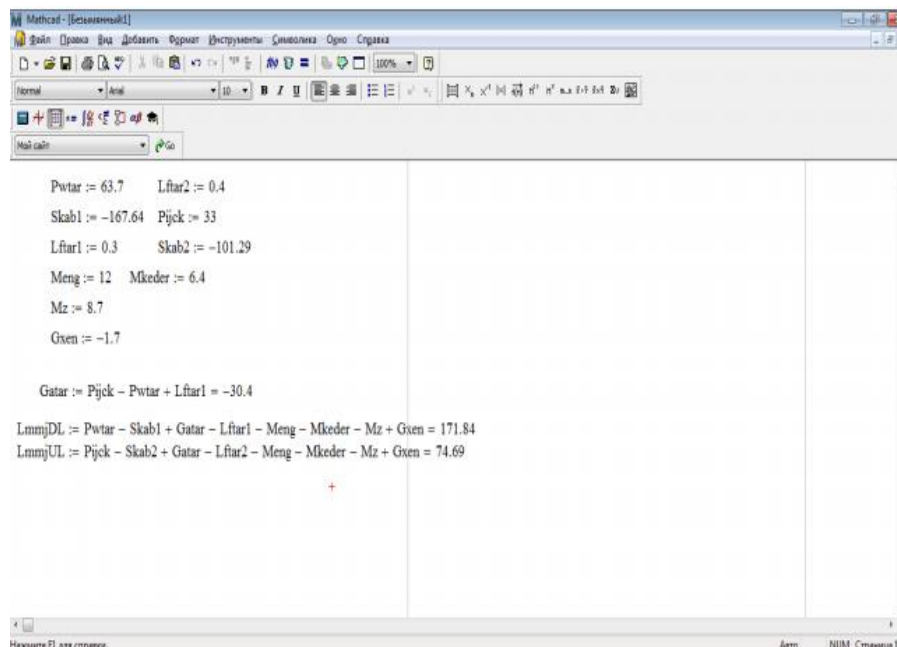 Mathcad - [Безымянный1]
Файл Правка Вид Добавить Формат Инструменты Символика Окно Справка
100%
Normal Arial 10 B I U
Мой сайт Go
Pwtar := 63.7 Lftar2 := 0.4
Skab1 := −167.64 Pijck := 33
Lftar1 := 0.3 Skab2 := −101.29
Meng := 12 Mkeder := 6.4
Mz := 8.7
Gxen := −1.7
Gatar := Pijck − Pwtar + Lftar1 = −30.4
LmmjDL := Pwtar − Skab1 + Gatar − Lftar1 − Meng − Mkeder − Mz + Gxen = 171.84
LmmjUL := Pijck − Skab2 + Gatar − Lftar2 − Meng − Mkeder − Mz + Gxen = 74.69
Нажмите F1 для справки. Авто NUM Страница 1